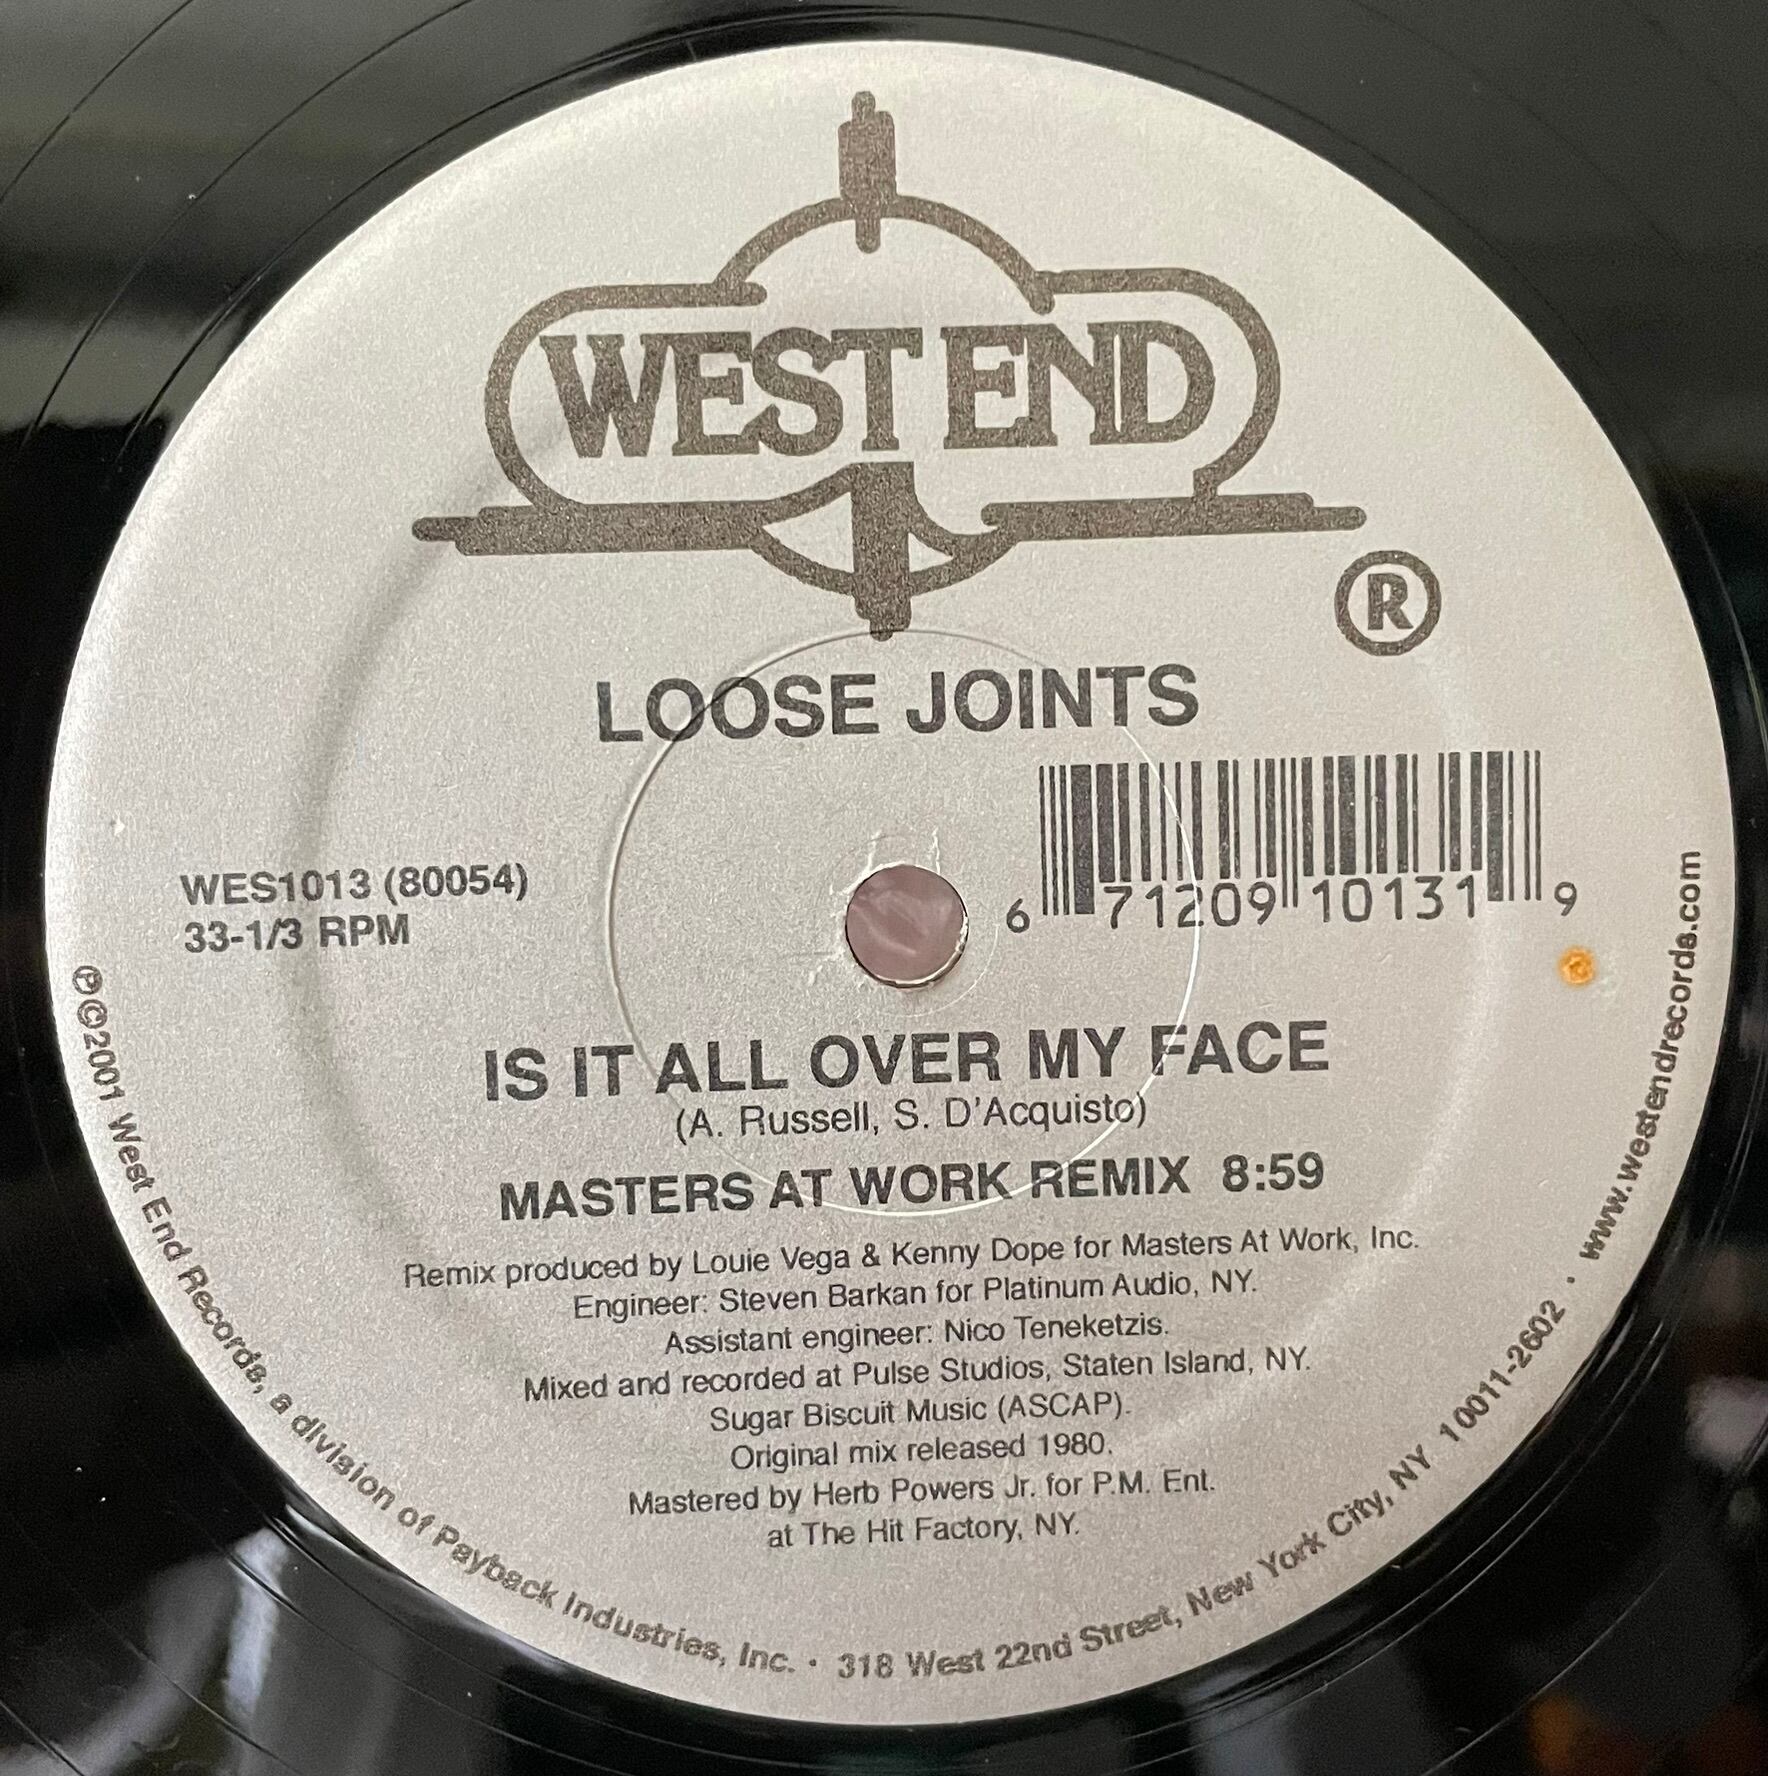 WEST END
®
LOOSE JOINTS
WES1013 (80054)
33-1/3 RPM
6 71209 10131 9
IS IT ALL OVER MY FACE
(A. Russell, S. D'Acquisto)
MASTERS AT WORK REMIX 8:59
Remix produced by Louie Vega & Kenny Dope for Masters At Work, Inc.
Engineer: Steven Barkan for Platinum Audio, NY.
Assistant engineer: Nico Teneketzis.
Mixed and recorded at Pulse Studios, Staten Island, NY.
Sugar Biscuit Music (ASCAP).
Original mix released 1980.
Mastered by Herb Powers Jr. for P.M. Ent.
at The Hit Factory, NY.
℗©2001 West End Records, a division of Payback Industries, Inc. • 318 West 22nd Street, New York City, NY 10011-2602 • www.westendrecords.com